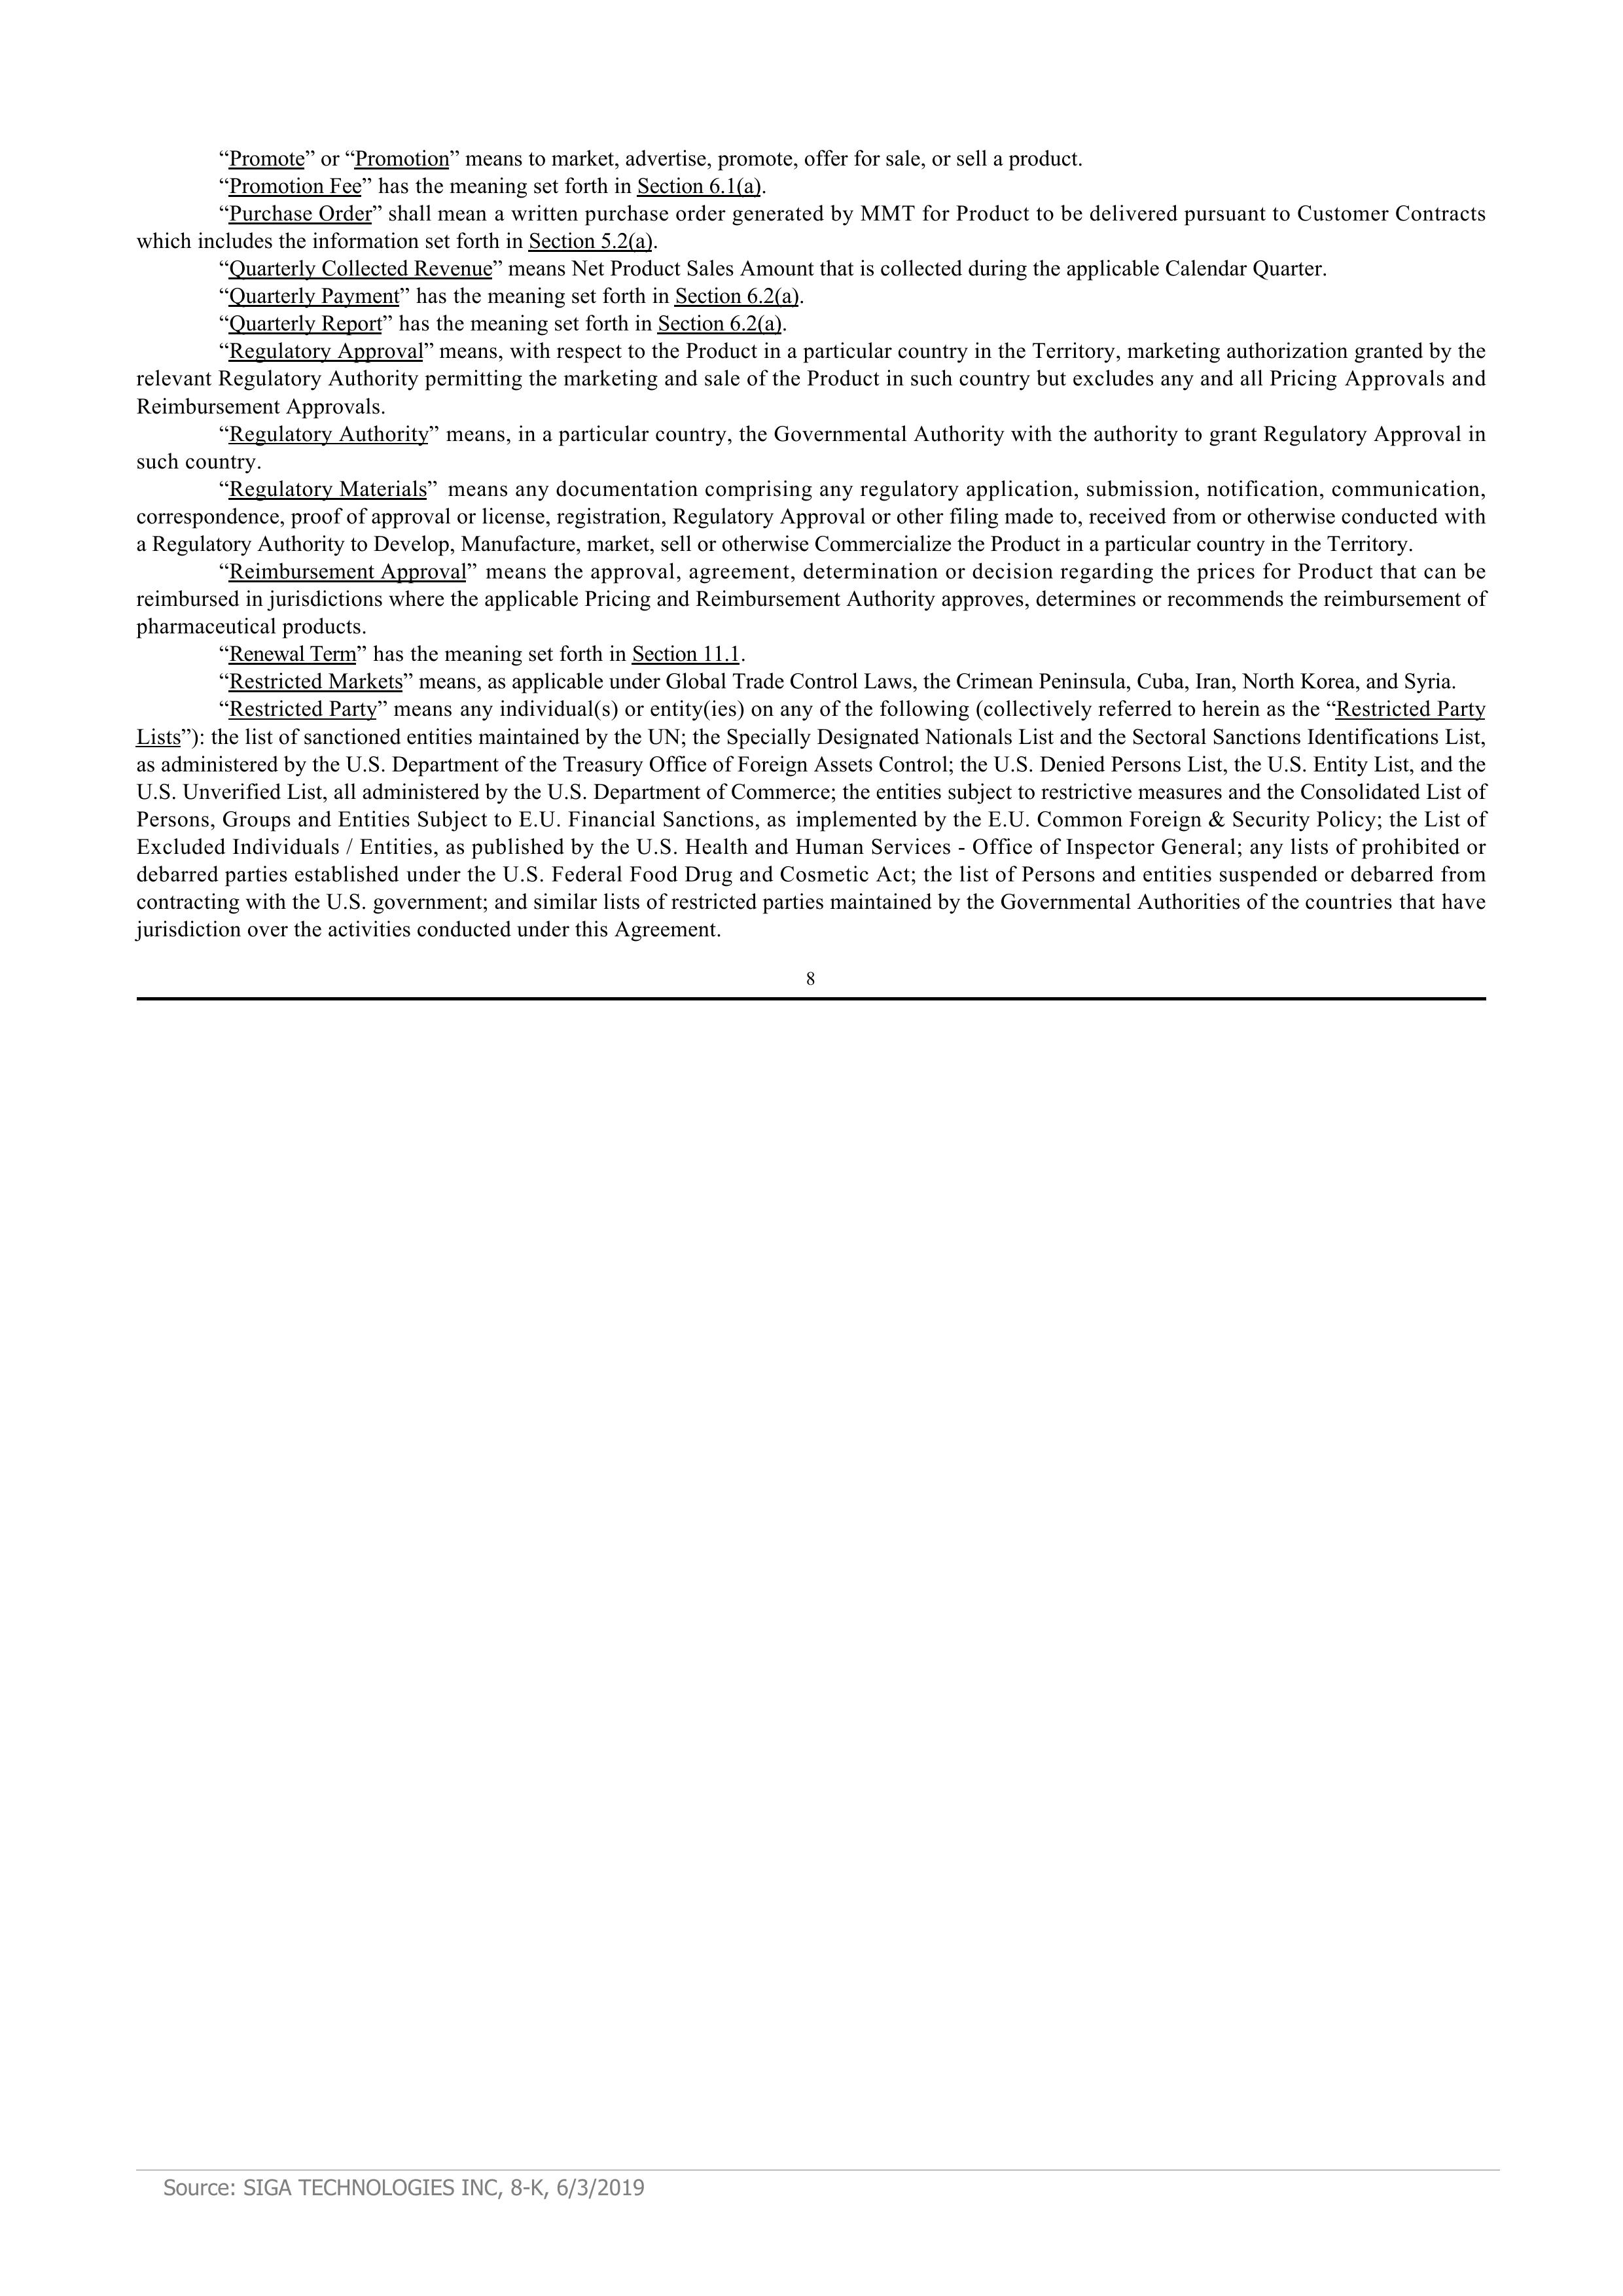 “Promote” or “Promotion” means to market, advertise, promote, offer for sale, or sell a product.
“Promotion Fee” has the meaning set forth in Section 6.1(a).
“Purchase Order” shall mean a written purchase order generated by MMT for Product to be delivered pursuant to Customer Contracts
which includes the information set forth in Section 5.2(a).
“Quarterly Collected Revenue” means Net Product Sales Amount that is collected during the applicable Calendar Quarter.
“Quarterly Payment” has the meaning set forth in Section 6.2(a).
“Quarterly Report” has the meaning set forth in Section 6.2(a).
“Regulatory Approval” means, with respect to the Product in a particular country in the Territory, marketing authorization granted by the
relevant Regulatory Authority permitting the marketing and sale of the Product in such country but excludes any and all Pricing Approvals and
Reimbursement Approvals.
“Regulatory Authority” means, in a particular country, the Governmental Authority with the authority to grant Regulatory Approval in
such country.
“Regulatory Materials” means any documentation comprising any regulatory application, submission, notification, communication,
correspondence, proof of approval or license, registration, Regulatory Approval or other filing made to, received from or otherwise conducted with
a Regulatory Authority to Develop, Manufacture, market, sell or otherwise Commercialize the Product in a particular country in the Territory.
“Reimbursement Approval” means the approval, agreement, determination or decision regarding the prices for Product that can be
reimbursed in jurisdictions where the applicable Pricing and Reimbursement Authority approves, determines or recommends the reimbursement of
pharmaceutical products.
“Renewal Term” has the meaning set forth in Section 11.1.
“Restricted Markets” means, as applicable under Global Trade Control Laws, the Crimean Peninsula, Cuba, Iran, North Korea, and Syria.
“Restricted Party” means any individual(s) or entity(ies) on any of the following (collectively referred to herein as the “Restricted Party
Lists”): the list of sanctioned entities maintained by the UN; the Specially Designated Nationals List and the Sectoral Sanctions Identifications List,
as administered by the U.S. Department of the Treasury Office of Foreign Assets Control; the U.S. Denied Persons List, the U.S. Entity List, and the
U.S. Unverified List, all administered by the U.S. Department of Commerce; the entities subject to restrictive measures and the Consolidated List of
Persons, Groups and Entities Subject to E.U. Financial Sanctions, as implemented by the E.U. Common Foreign & Security Policy; the List of
Excluded Individuals / Entities, as published by the U.S. Health and Human Services - Office of Inspector General; any lists of prohibited or
debarred parties established under the U.S. Federal Food Drug and Cosmetic Act; the list of Persons and entities suspended or debarred from
contracting with the U.S. government; and similar lists of restricted parties maintained by the Governmental Authorities of the countries that have
jurisdiction over the activities conducted under this Agreement.
8
Source: SIGA TECHNOLOGIES INC, 8-K, 6/3/2019